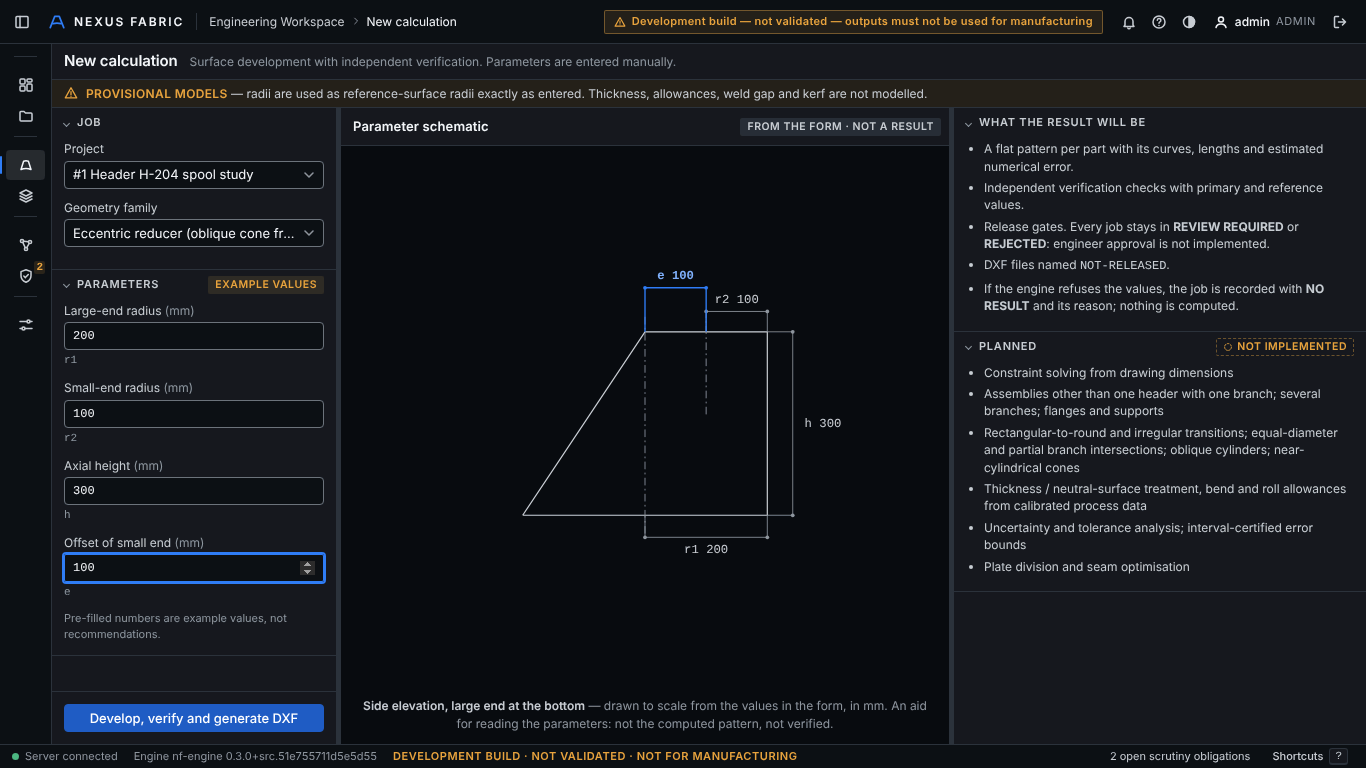 NEXUS FABRIC
Engineering Workspace › New calculation
Development build — not validated — outputs must not be used for manufacturing
admin ADMIN
New calculation
Surface development with independent verification. Parameters are entered manually.
PROVISIONAL MODELS — radii are used as reference-surface radii exactly as entered. Thickness, allowances, weld gap and kerf are not modelled.
2
JOB
Project
#1 Header H-204 spool study
Geometry family
Eccentric reducer (oblique cone fr...
PARAMETERS
EXAMPLE VALUES
Large-end radius (mm)
200
r1
Small-end radius (mm)
100
r2
Axial height (mm)
300
h
Offset of small end (mm)
100
e
Pre-filled numbers are example values, not
recommendations.
Develop, verify and generate DXF
Parameter schematic
FROM THE FORM · NOT A RESULT
e 100
r2 100
h 300
r1 200
Side elevation, large end at the bottom — drawn to scale from the values in the form, in mm. An aid
for reading the parameters: not the computed pattern, not verified.
WHAT THE RESULT WILL BE
• A flat pattern per part with its curves, lengths and estimated
numerical error.
• Independent verification checks with primary and reference
values.
• Release gates. Every job stays in REVIEW REQUIRED or
REJECTED: engineer approval is not implemented.
• DXF files named NOT-RELEASED.
• If the engine refuses the values, the job is recorded with NO
RESULT and its reason; nothing is computed.
PLANNED
NOT IMPLEMENTED
• Constraint solving from drawing dimensions
• Assemblies other than one header with one branch; several
branches; flanges and supports
• Rectangular-to-round and irregular transitions; equal-diameter
and partial branch intersections; oblique cylinders; near-
cylindrical cones
• Thickness / neutral-surface treatment, bend and roll allowances
from calibrated process data
• Uncertainty and tolerance analysis; interval-certified error
bounds
• Plate division and seam optimisation
Server connected
Engine nf-engine 0.3.0+src.51e755711d5e5d55
DEVELOPMENT BUILD · NOT VALIDATED · NOT FOR MANUFACTURING
2 open scrutiny obligations
Shortcuts ?